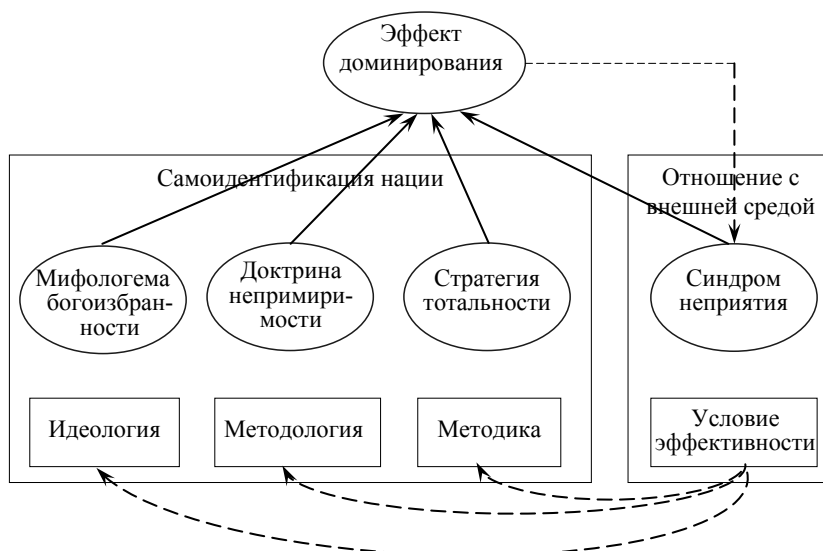 Эффект
доминирования
Самоидентификация нации
Отношение с
внешней средой
Мифологема
богоизбран-
ности
Доктрина
непримири-
мости
Стратегия
тотальности
Синдром
неприятия
Идеология
Методология
Методика
Условие
эффективности